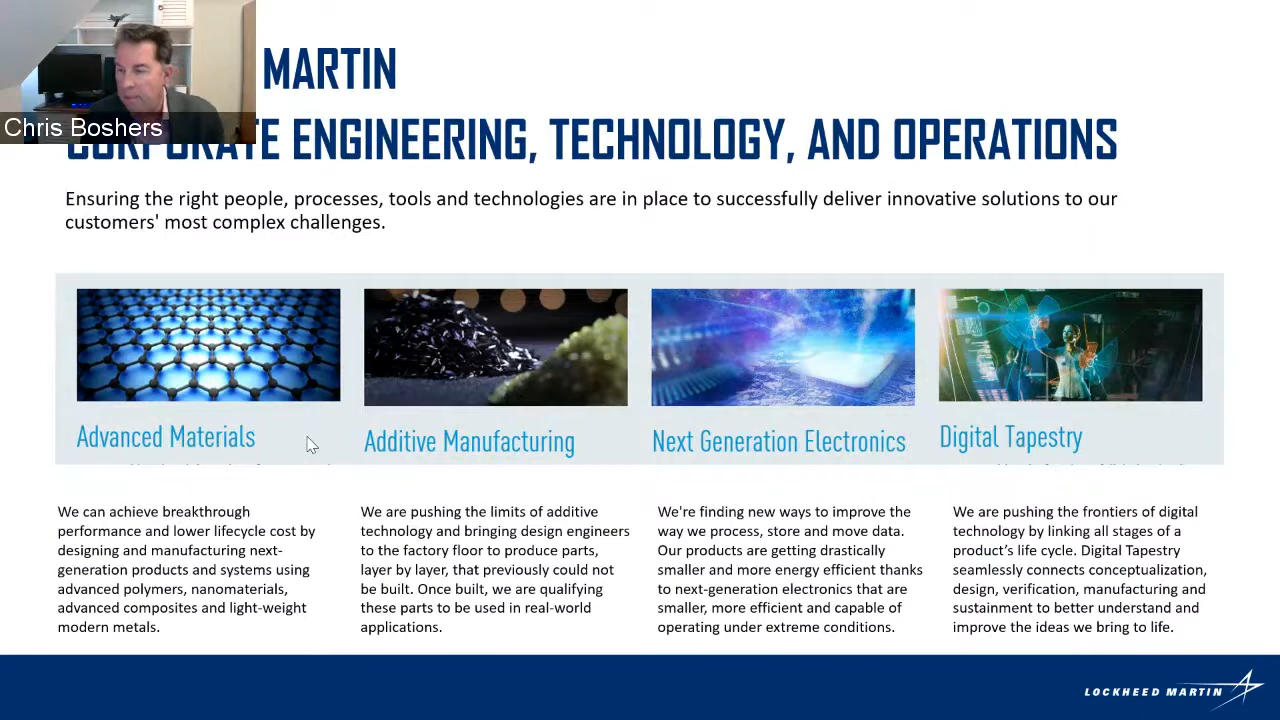 MARTIN
Chris Boshers
CORPORATE ENGINEERING, TECHNOLOGY, AND OPERATIONS
Ensuring the right people, processes, tools and technologies are in place to successfully deliver innovative solutions to our
customers' most complex challenges.
Advanced Materials
Additive Manufacturing
Next Generation Electronics
Digital Tapestry
We can achieve breakthrough
performance and lower lifecycle cost by
designing and manufacturing next-
generation products and systems using
advanced polymers, nanomaterials,
advanced composites and light-weight
modern metals.
We are pushing the limits of additive
technology and bringing design engineers
to the factory floor to produce parts,
layer by layer, that previously could not
be built. Once built, we are qualifying
these parts to be used in real-world
applications.
We're finding new ways to improve the
way we process, store and move data.
Our products are getting drastically
smaller and more energy efficient thanks
to next-generation electronics that are
smaller, more efficient and capable of
operating under extreme conditions.
We are pushing the frontiers of digital
technology by linking all stages of a
product’s life cycle. Digital Tapestry
seamlessly connects conceptualization,
design, verification, manufacturing and
sustainment to better understand and
improve the ideas we bring to life.
LOCKHEED MARTIN